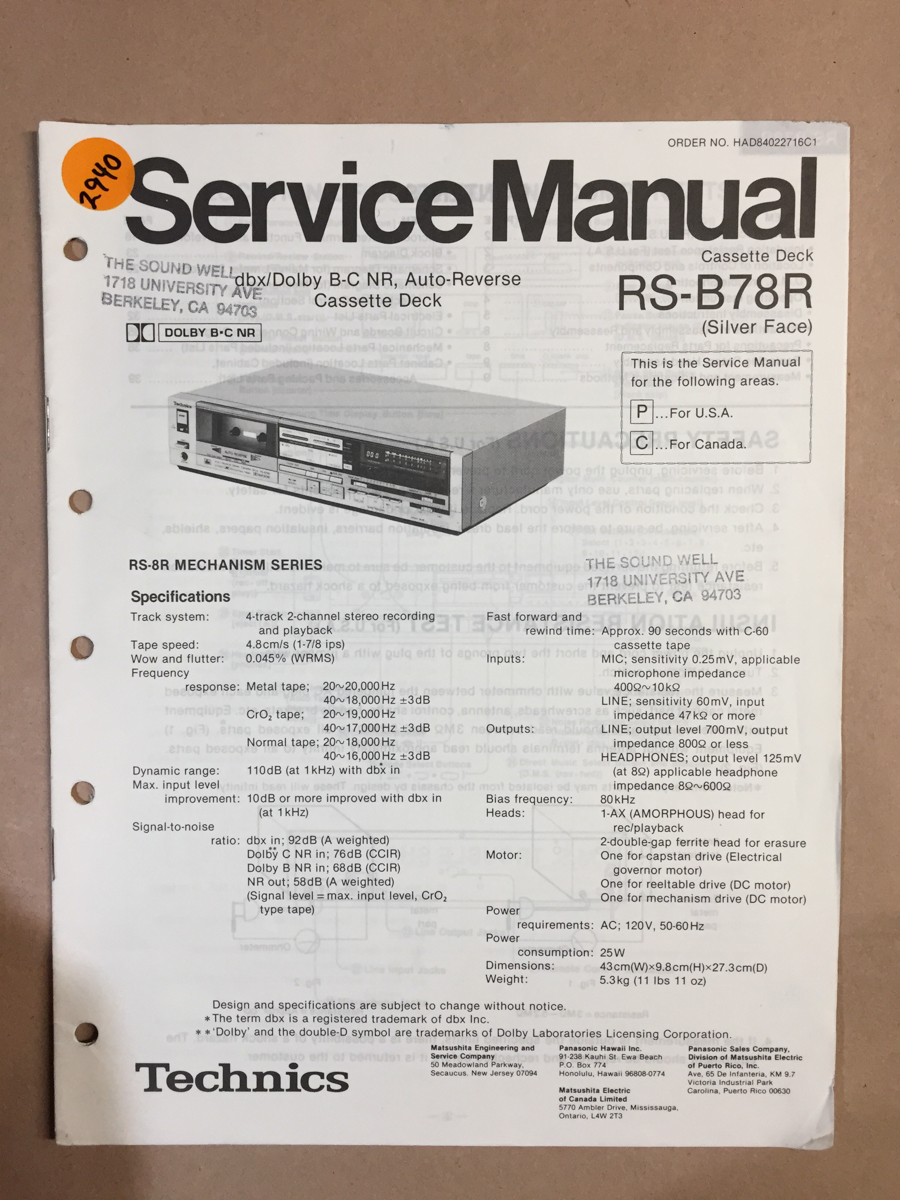 ORDER NO. HAD84022716C1
2940
Service Manual
Cassette Deck
RS-B78R
(Silver Face)
THE SOUND WELL
1718 UNIVERSITY AVE
BERKELEY, CA 94703
dbx/Dolby B-C NR, Auto-Reverse
Cassette Deck
DOLBY B•C NR
This is the Service Manual
for the following areas.
P ...For U.S.A.
C ...For Canada.
Technics
RS-8R MECHANISM SERIES
THE SOUND WELL
1718 UNIVERSITY AVE
BERKELEY, CA 94703
Specifications
Track system: 4-track 2-channel stereo recording
and playback
Tape speed: 4.8cm/s (1-7/8 ips)
Wow and flutter: 0.045% (WRMS)
Frequency
response: Metal tape; 20~20,000Hz
40~18,000Hz ±3dB
CrO₂ tape; 20~19,000Hz
40~17,000Hz ±3dB
Normal tape; 20~18,000Hz
40~16,000Hz ±3dB
Dynamic range: 110dB (at 1kHz) with dbx* in
Max. input level
improvement: 10dB or more improved with dbx in
(at 1kHz)
Signal-to-noise
ratio: dbx in; 92dB (A weighted)
Dolby** C NR in; 76dB (CCIR)
Dolby B NR in; 68dB (CCIR)
NR out; 58dB (A weighted)
(Signal level = max. input level, CrO₂
type tape)
Fast forward and
rewind time: Approx. 90 seconds with C-60
cassette tape
Inputs: MIC; sensitivity 0.25mV, applicable
microphone impedance
400Ω~10kΩ
LINE; sensitivity 60mV, input
impedance 47kΩ or more
Outputs: LINE; output level 700mV, output
impedance 800Ω or less
HEADPHONES; output level 125mV
(at 8Ω) applicable headphone
impedance 8Ω~600Ω
Bias frequency: 80kHz
Heads: 1-AX (AMORPHOUS) head for
rec/playback
2-double-gap ferrite head for erasure
Motor: One for capstan drive (Electrical
governor motor)
One for reeltable drive (DC motor)
One for mechanism drive (DC motor)
Power
requirements: AC; 120V, 50-60Hz
Power
consumption: 25W
Dimensions: 43cm(W)×9.8cm(H)×27.3cm(D)
Weight: 5.3kg (11 lbs 11 oz)
Design and specifications are subject to change without notice.
* The term dbx is a registered trademark of dbx Inc.
** 'Dolby' and the double-D symbol are trademarks of Dolby Laboratories Licensing Corporation.
Technics
Matsushita Engineering and
Service Company
50 Meadowland Parkway,
Secaucus. New Jersey 07094
Panasonic Hawaii Inc.
91-238 Kauhi St. Ewa Beach
P.O. Box 774
Honolulu, Hawaii 96808-0774
Matsushita Electric
of Canada Limited
5770 Ambler Drive, Mississauga,
Ontario, L4W 2T3
Panasonic Sales Company,
Division of Matsushita Electric
of Puerto Rico, Inc.
Ave, 65 De Infanteria, KM 9.7
Victoria Industrial Park
Carolina, Puerto Rico 00630